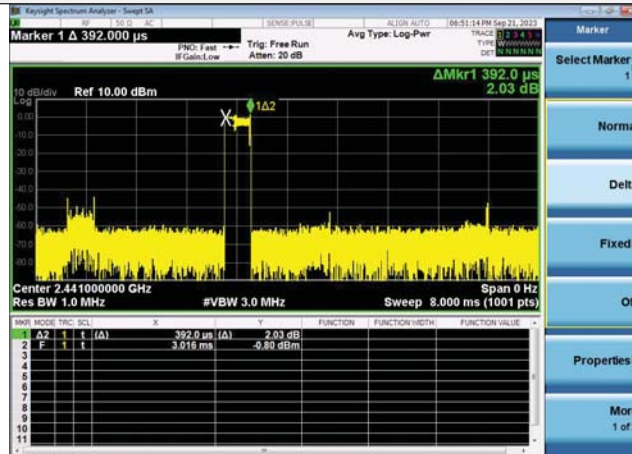 Keysight Spectrum Analyzer - Swept SA
RF 50 Ω AC SENSE:PULSE ALIGN AUTO 06:51:14 PM Sep 21, 2023
Marker 1 Δ 392.000 µs
PNO: Fast
IFGain:Low
Trig: Free Run
Atten: 20 dB
Avg Type: Log-Pwr
TRACE 1 2 3 4 5
TYPE WWWWWW
DET N N N N N N
ΔMkr1 392.0 µs
2.03 dB
10 dB/div Ref 10.00 dBm
Log
0.00
-10.0
-20.0
-30.0
-40.0
-50.0
-60.0
-70.0
-80.0
X
1Δ2
Center 2.441000000 GHz Span 0 Hz
Res BW 1.0 MHz #VBW 3.0 MHz Sweep 8.000 ms (1001 pts)
MKR MODE TRC SCL X Y FUNCTION FUNCTION WIDTH FUNCTION VALUE
1 Δ2 1 t (Δ) 392.0 µs (Δ) 2.03 dB
2 F 1 t 3.016 ms -0.80 dBm
3
4
5
6
7
8
9
10
11
Marker
Select Marker
1
Norma
Delt
Fixed
Of
Properties
Mor
1 of